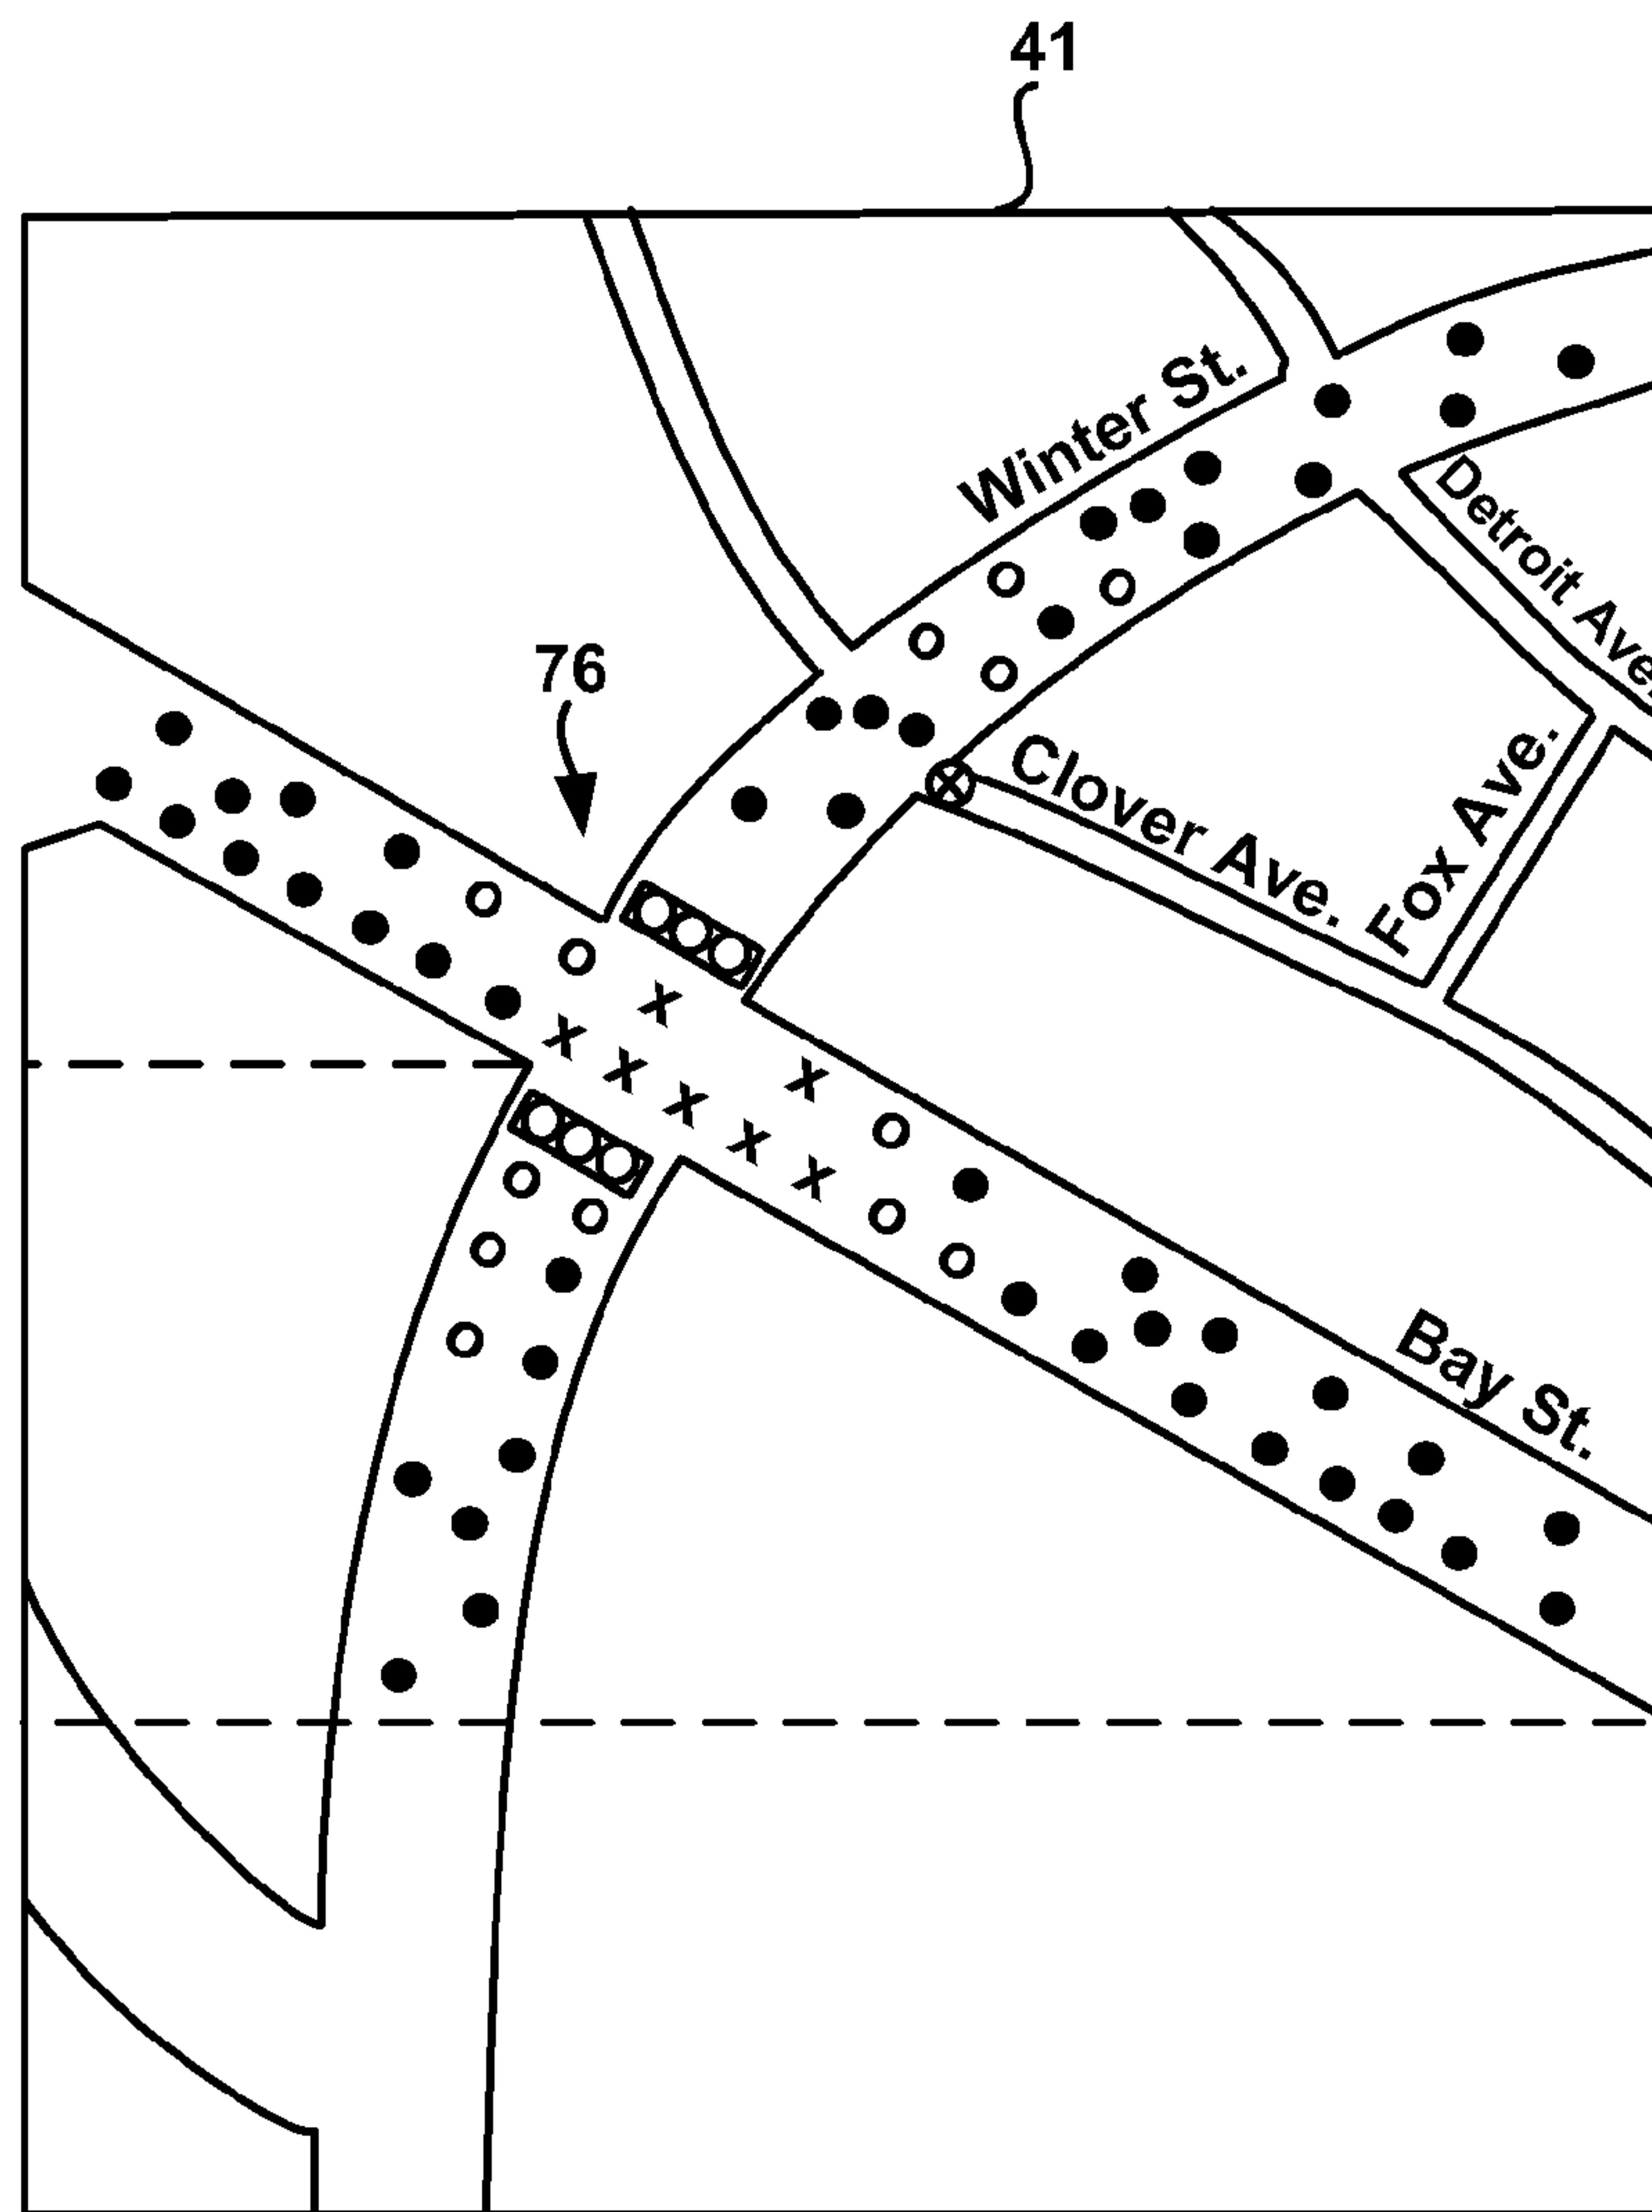 41
Winter St.
Detroit Ave
76
Clover Ave.
Fox Ave.
x
x
x
x
x
x
x
Bay St.